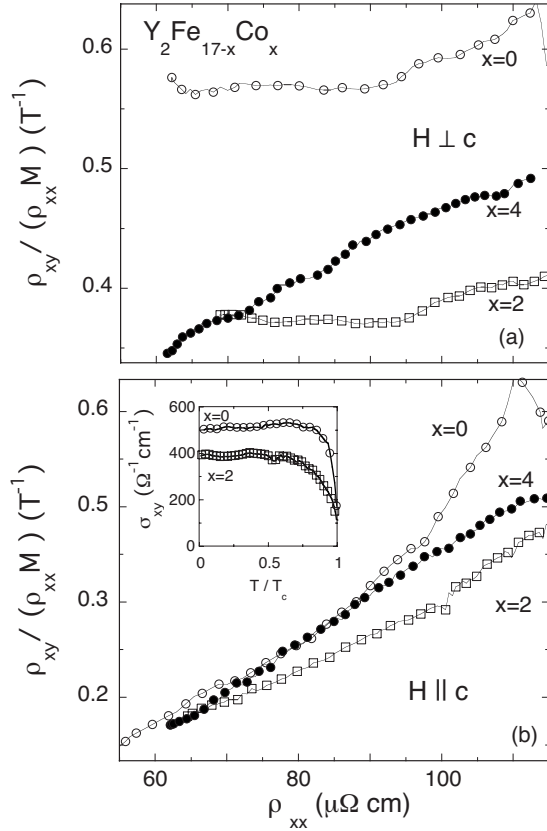 Y2Fe17-xCox
x=0
0.6
H ⊥ c
0.5
x=4
0.4
x=2
(a)
ρxy / (ρxx M) (T-1)
0.6
x=0
600
x=0
400
x=2
200
0
0 0.5 1
T / Tc
σxy (Ω-1cm-1)
x=4
0.5
x=2
0.3
0.2
H || c
(b)
ρxy / (ρxx M) (T-1)
60 80 100
ρxx (μΩ cm)